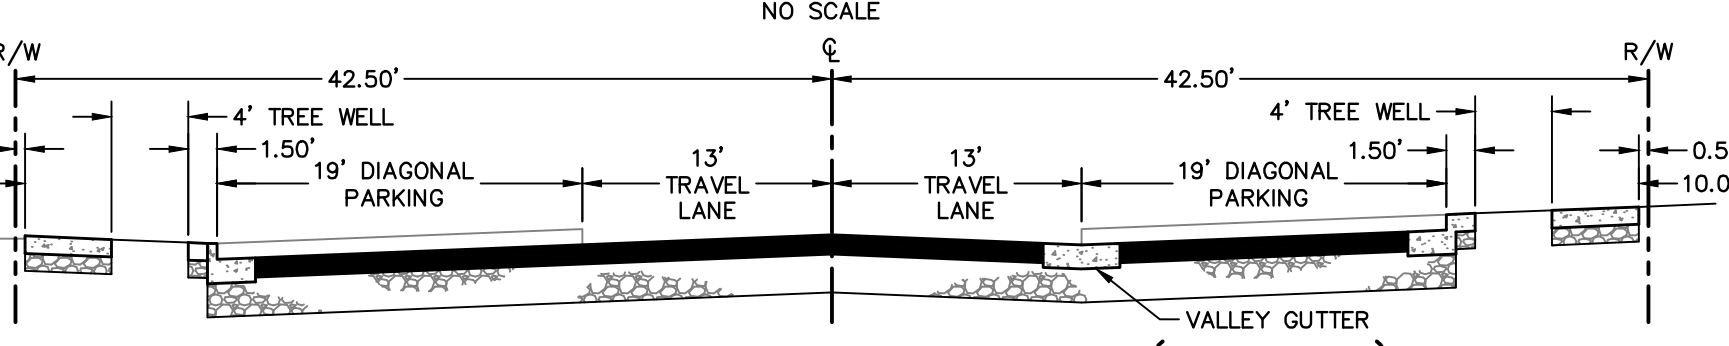 NO SCALE
R/W
℄
R/W
42.50'
42.50'
4' TREE WELL
4' TREE WELL
1.50'
13'
13'
1.50'
0.5
19' DIAGONAL
PARKING
TRAVEL
LANE
TRAVEL
LANE
19' DIAGONAL
PARKING
10.0
VALLEY GUTTER